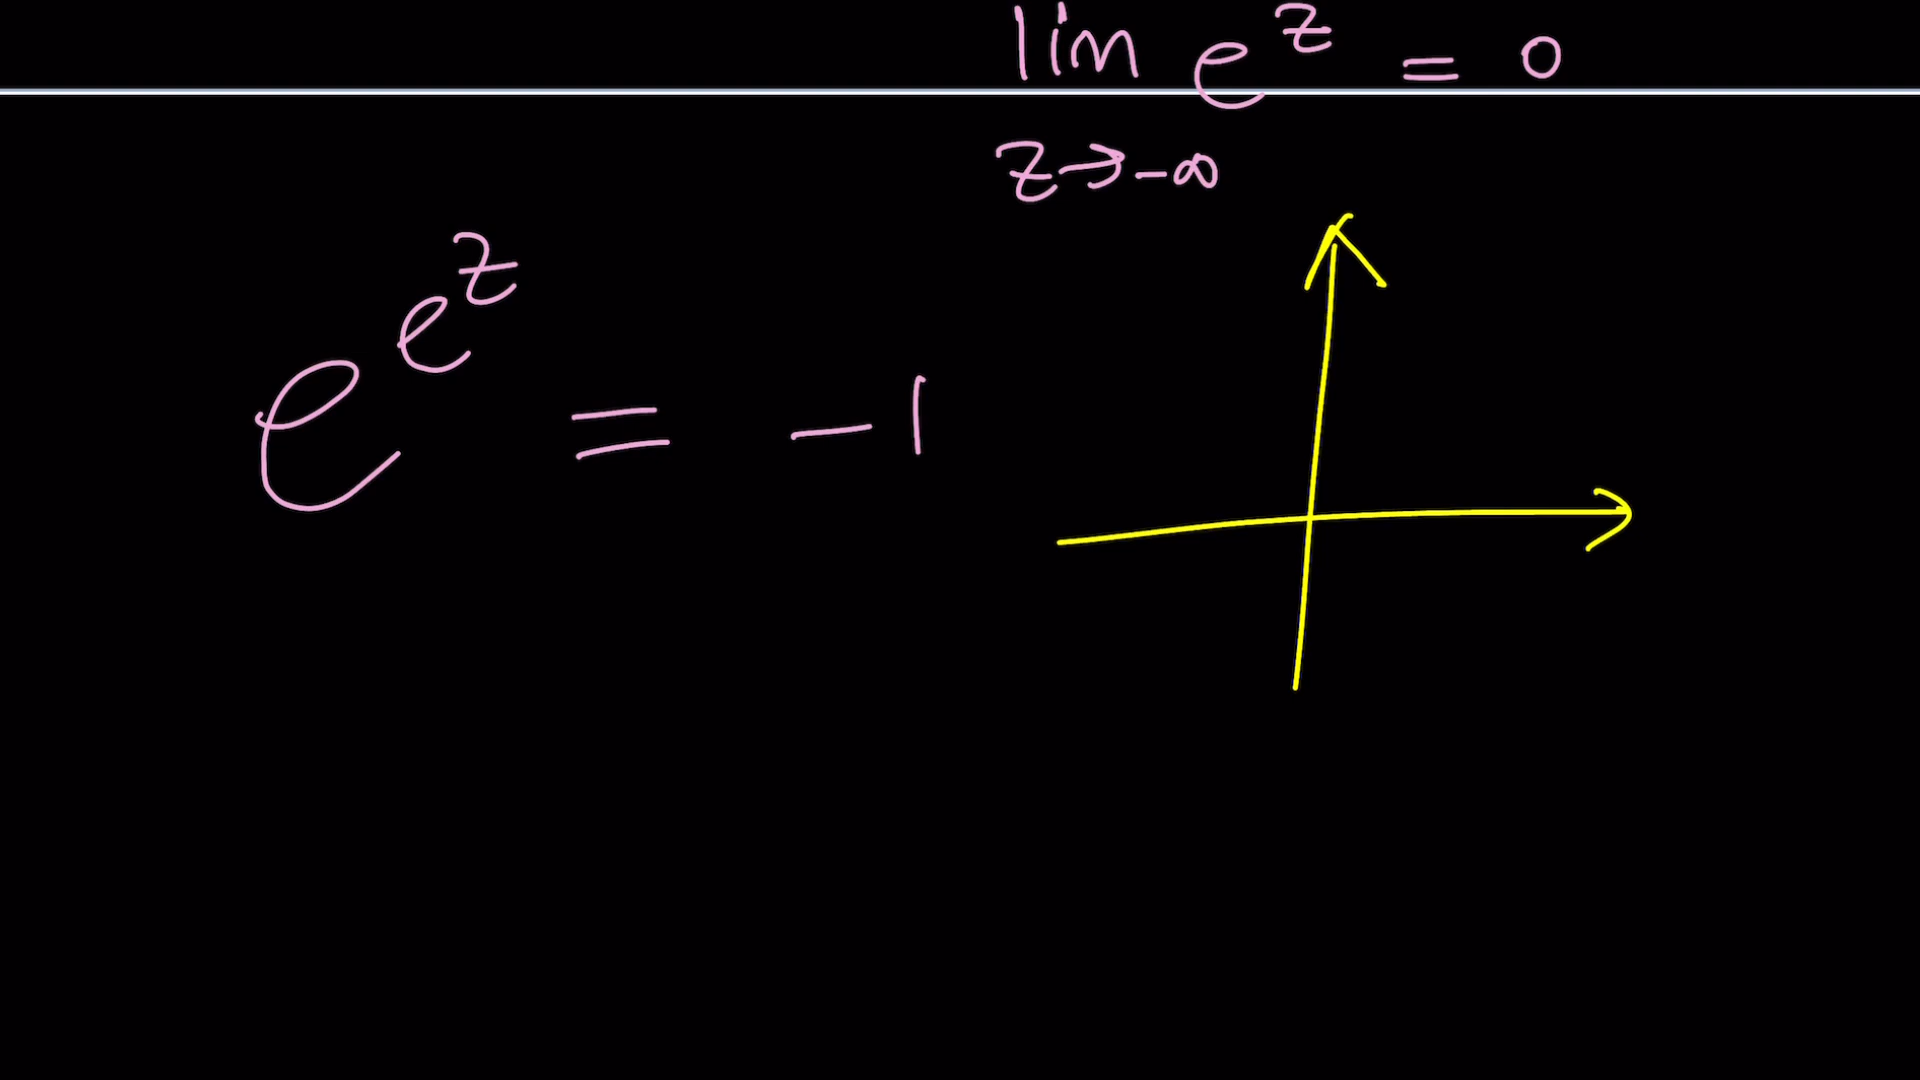 lim e^z = 0
z→-∞
e^e^z = -1